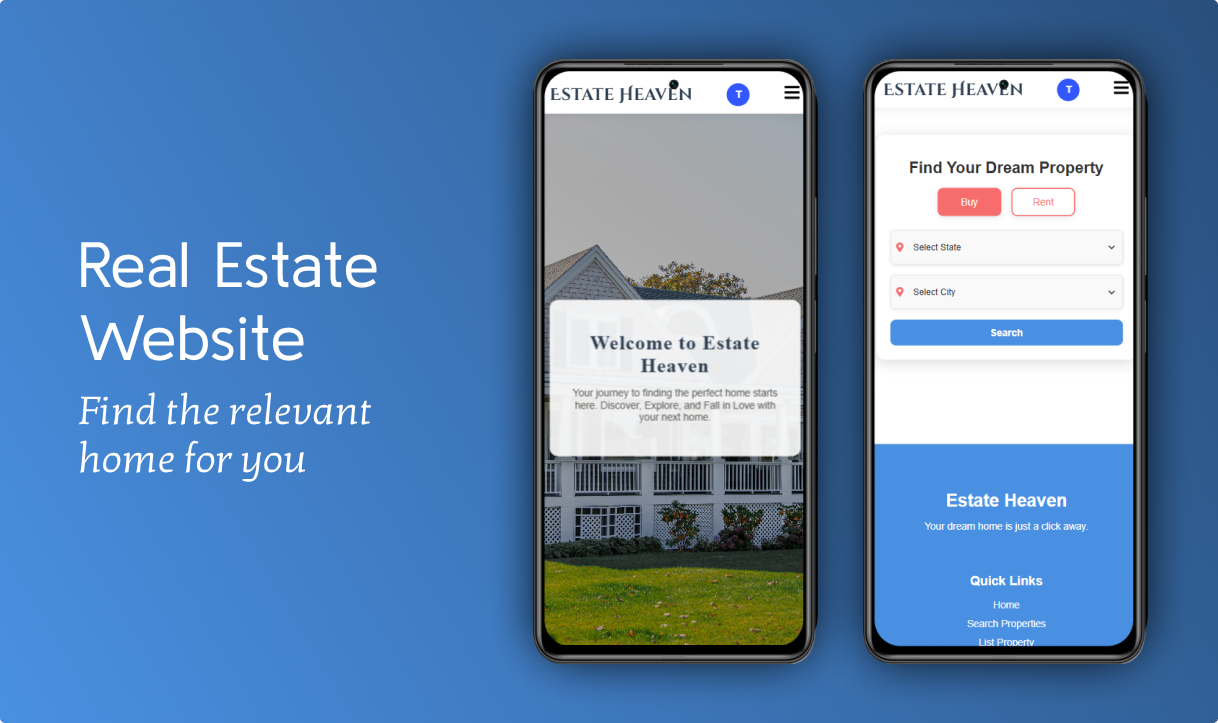 Real Estate
Website
Find the relevant
home for you
ESTATE HEAVEN
T
Welcome to Estate
Heaven
Your journey to finding the perfect home starts
here. Discover, Explore, and Fall in Love with
your next home.
ESTATE HEAVEN
T
Find Your Dream Property
Buy
Rent
Select State
Select City
Search
Estate Heaven
Your dream home is just a click away.
Quick Links
Home
Search Properties
List Property